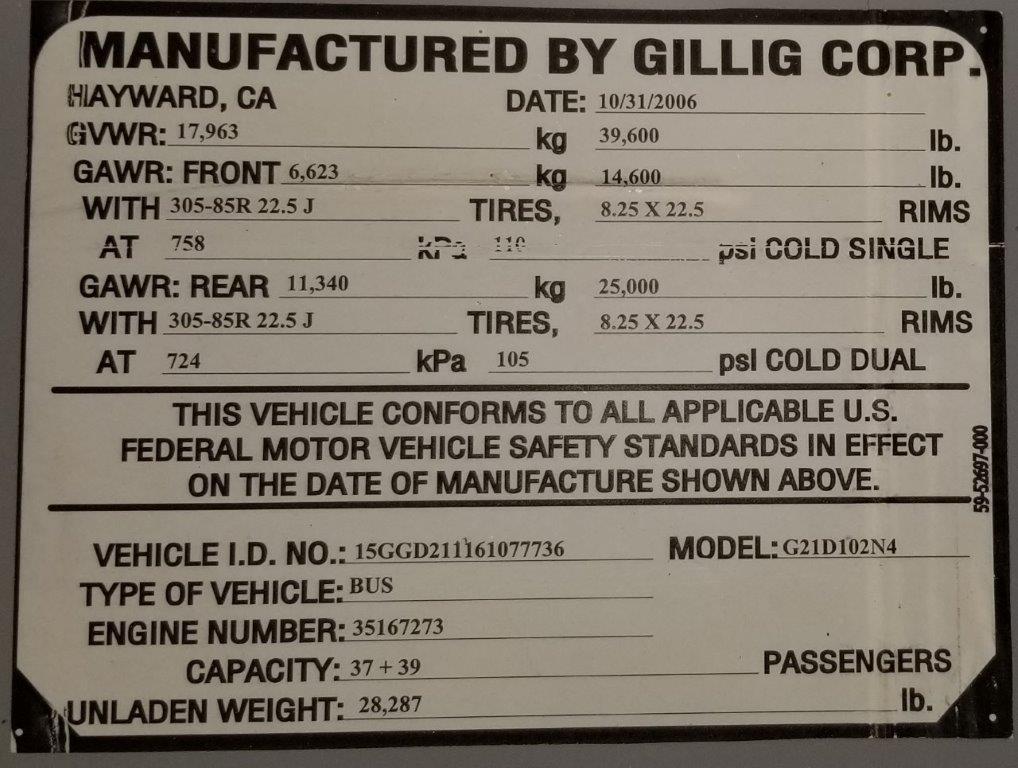 MANUFACTURED BY GILLIG CORP.
HAYWARD, CA DATE: 10/31/2006
GVWR: 17,963 kg 39,600 lb.
GAWR: FRONT 6,623 kg 14,600 lb.
WITH 305-85R 22.5 J TIRES, 8.25 X 22.5 RIMS
AT 758 kPa 110 psi COLD SINGLE
GAWR: REAR 11,340 kg 25,000 lb.
WITH 305-85R 22.5 J TIRES, 8.25 X 22.5 RIMS
AT 724 kPa 105 psi COLD DUAL
THIS VEHICLE CONFORMS TO ALL APPLICABLE U.S.
FEDERAL MOTOR VEHICLE SAFETY STANDARDS IN EFFECT
ON THE DATE OF MANUFACTURE SHOWN ABOVE.
59-52697-000
VEHICLE I.D. NO.: 15GGD211161077736 MODEL: G21D102N4
TYPE OF VEHICLE: BUS
ENGINE NUMBER: 35167273
CAPACITY: 37 + 39 PASSENGERS
UNLADEN WEIGHT: 28,287 lb.